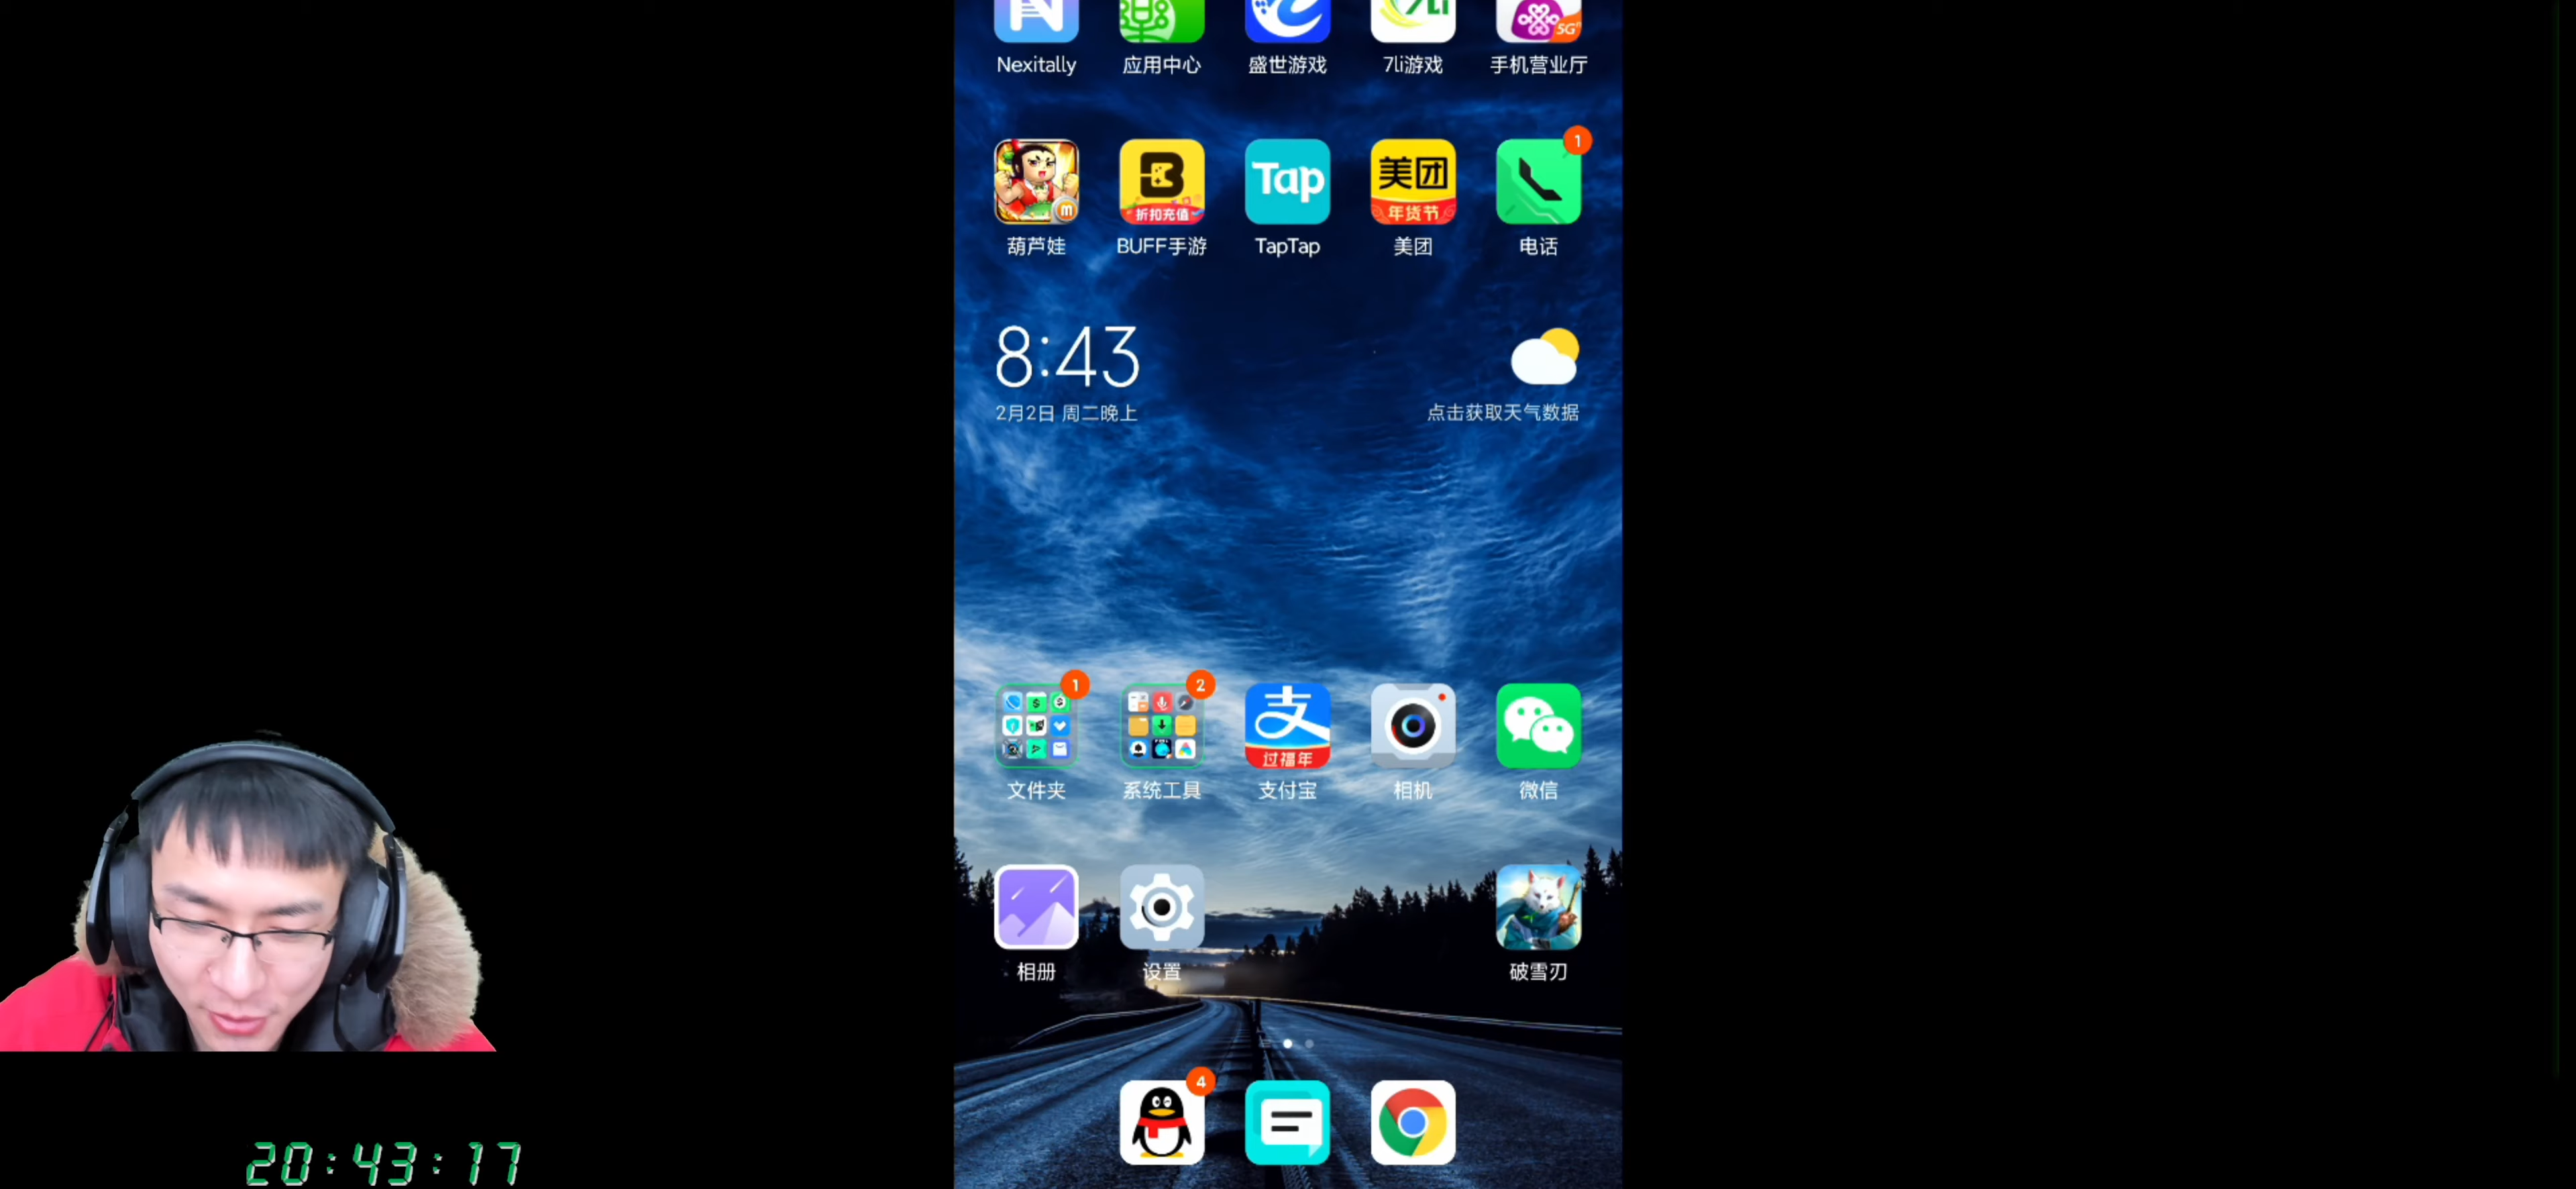 Nexitally 应用中心 盛世游戏 7li游戏 手机营业厅
5G
m 折扣充值 Tap 美团 年货节 1
葫芦娃 BUFF手游 TapTap 美团 电话
8:43
2月2日 周二晚上 点击获取天气数据
1 2 支 过福年
文件夹 系统工具 支付宝 相机 微信
相册 设置 破雪刃
4
20:43:17